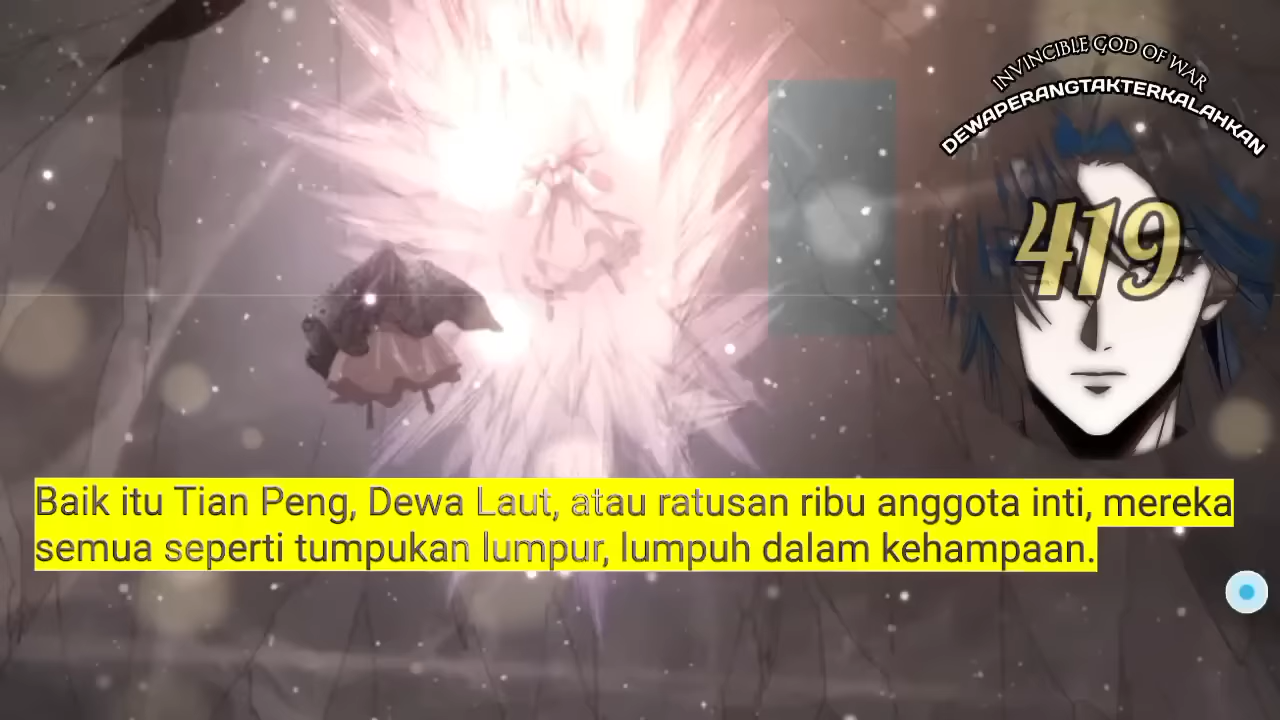 INVINCIBLE GOD OF WAR
DEWAPERANGTAKTERKALAHKAN
419
Baik itu Tian Peng, Dewa Laut, atau ratusan ribu anggota inti, mereka
semua seperti tumpukan lumpur, lumpuh dalam kehampaan.